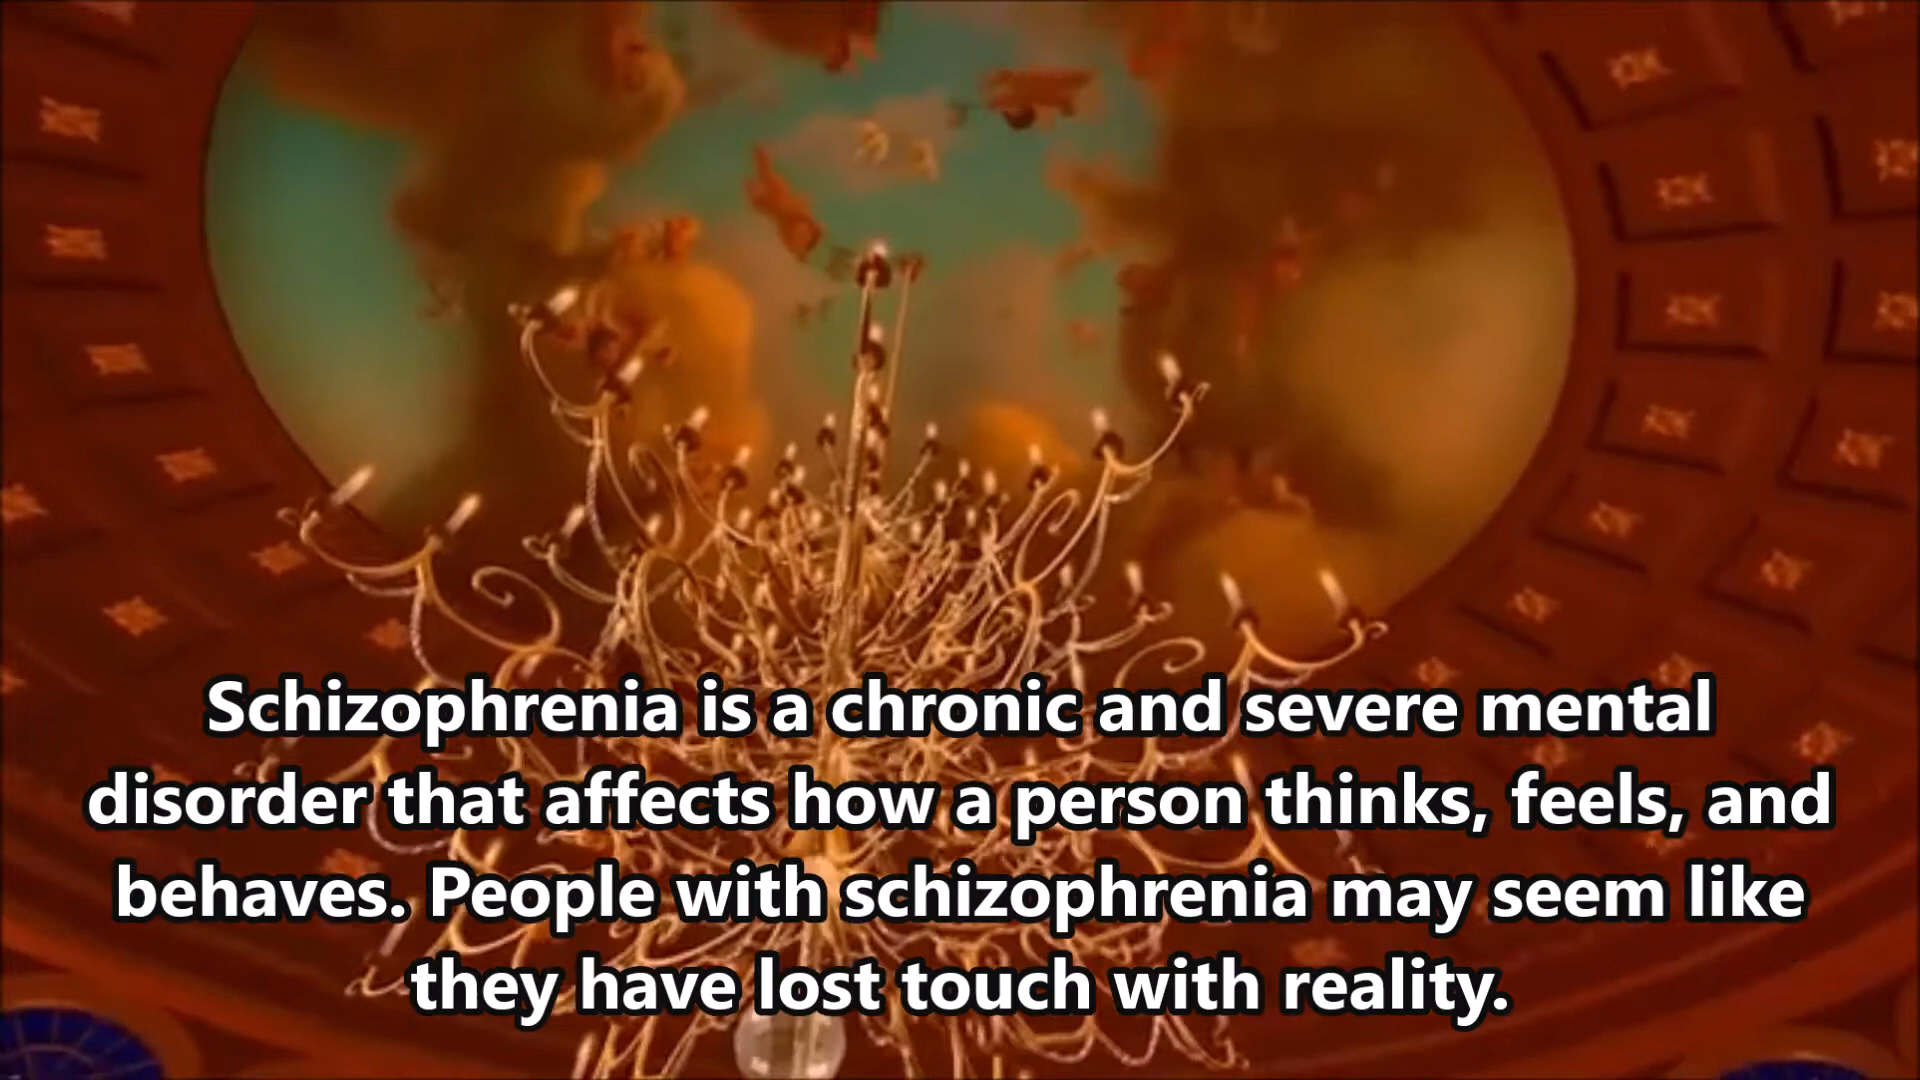 Schizophrenia is a chronic and severe mental
disorder that affects how a person thinks, feels, and
behaves. People with schizophrenia may seem like
they have lost touch with reality.